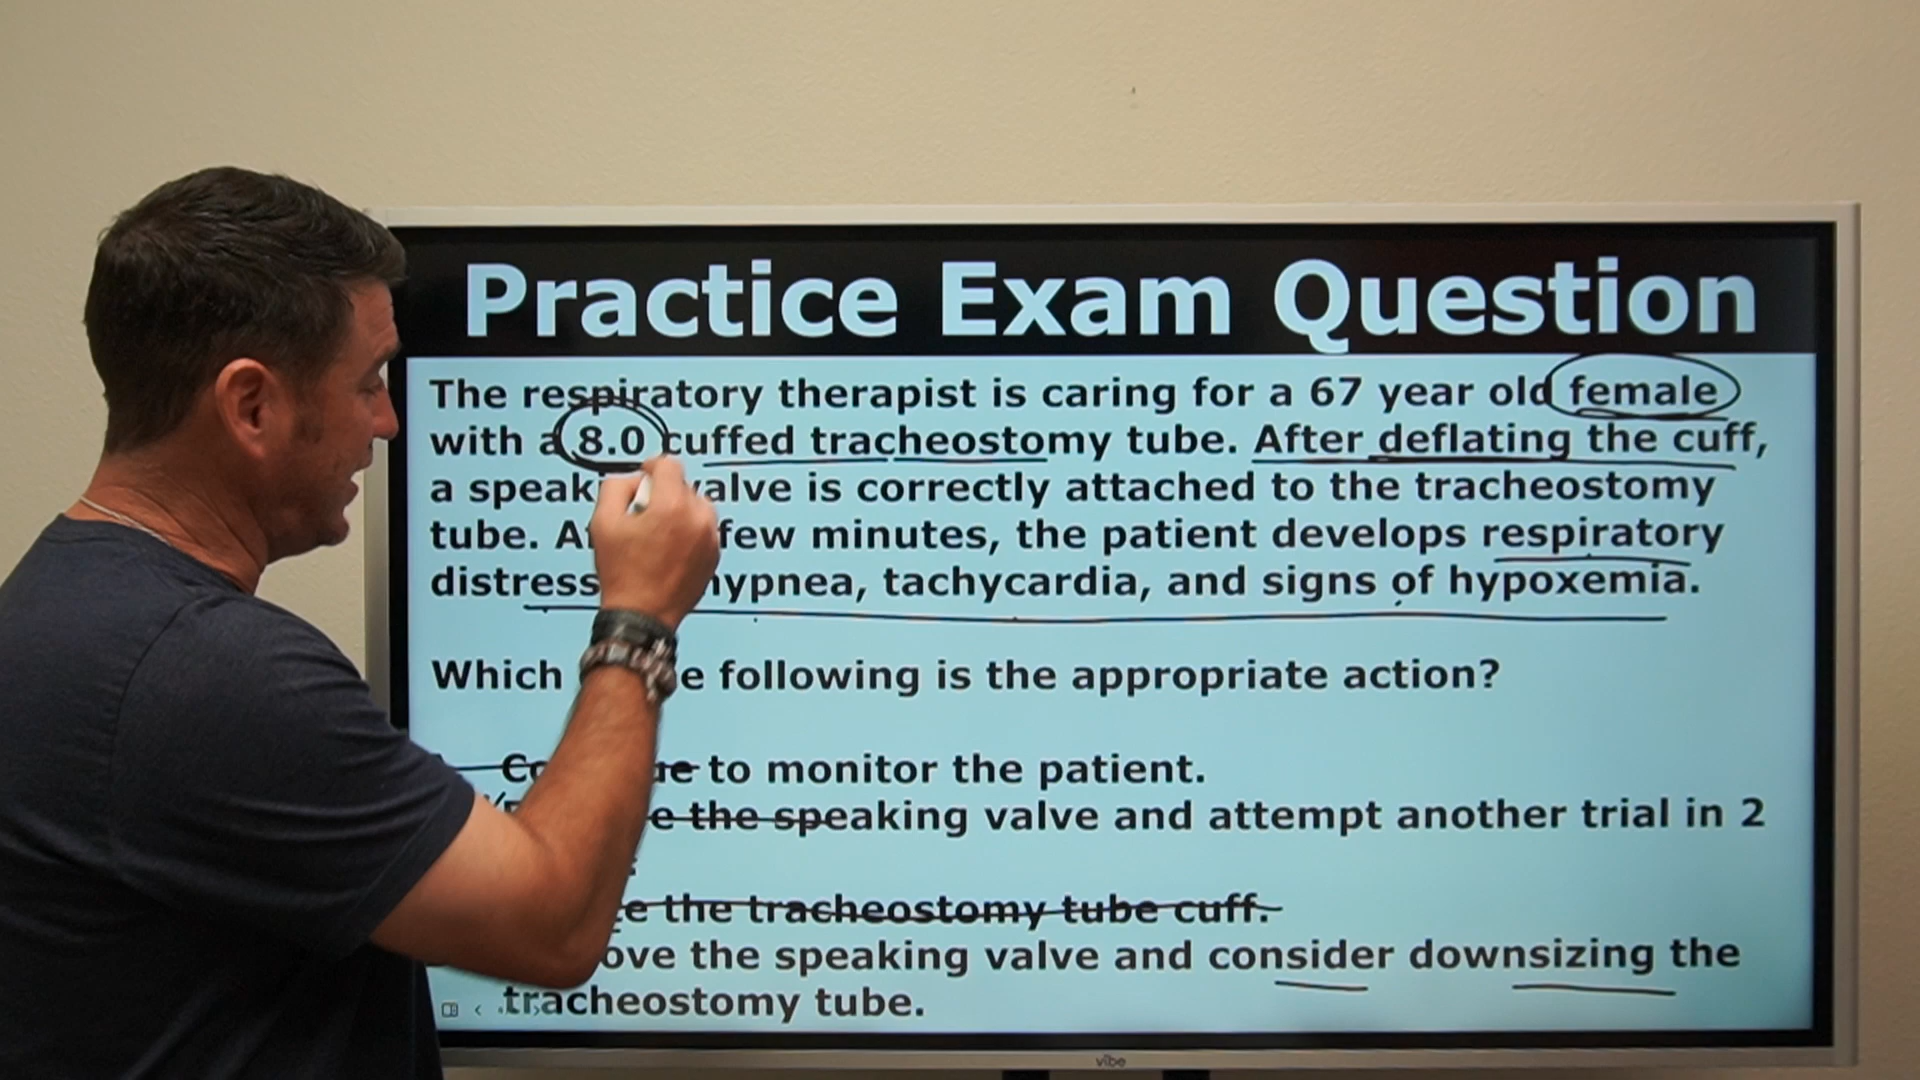 Practice Exam Question
The respiratory therapist is caring for a 67 year old female
with a 8.0 cuffed tracheostomy tube. After deflating the cuff,
a valve is correctly attached to the tracheostomy
tube. few minutes, the patient develops respiratory
distress and signs of hypoxemia.
tachycardia,
Which following is the appropriate action?
to monitor the patient.
the speaking valve and attempt another trial in 2
the tracheostomy tube cuff.
the speaking valve and consider downsizing the
tracheostomy tube.
vibe